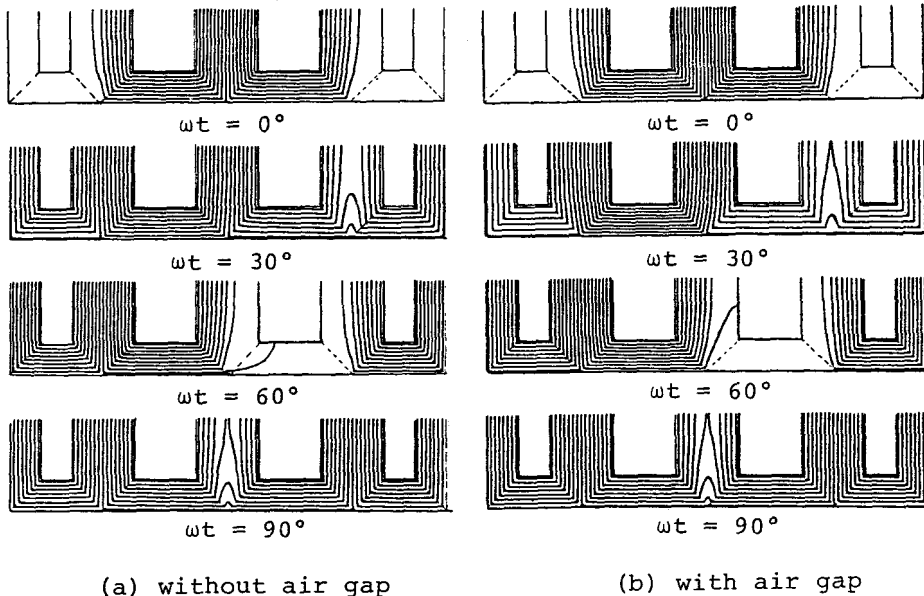 ωt = 0°
ωt = 0°
ωt = 30°
ωt = 30°
ωt = 60°
ωt = 60°
ωt = 90°
ωt = 90°
(a) without air gap
(b) with air gap